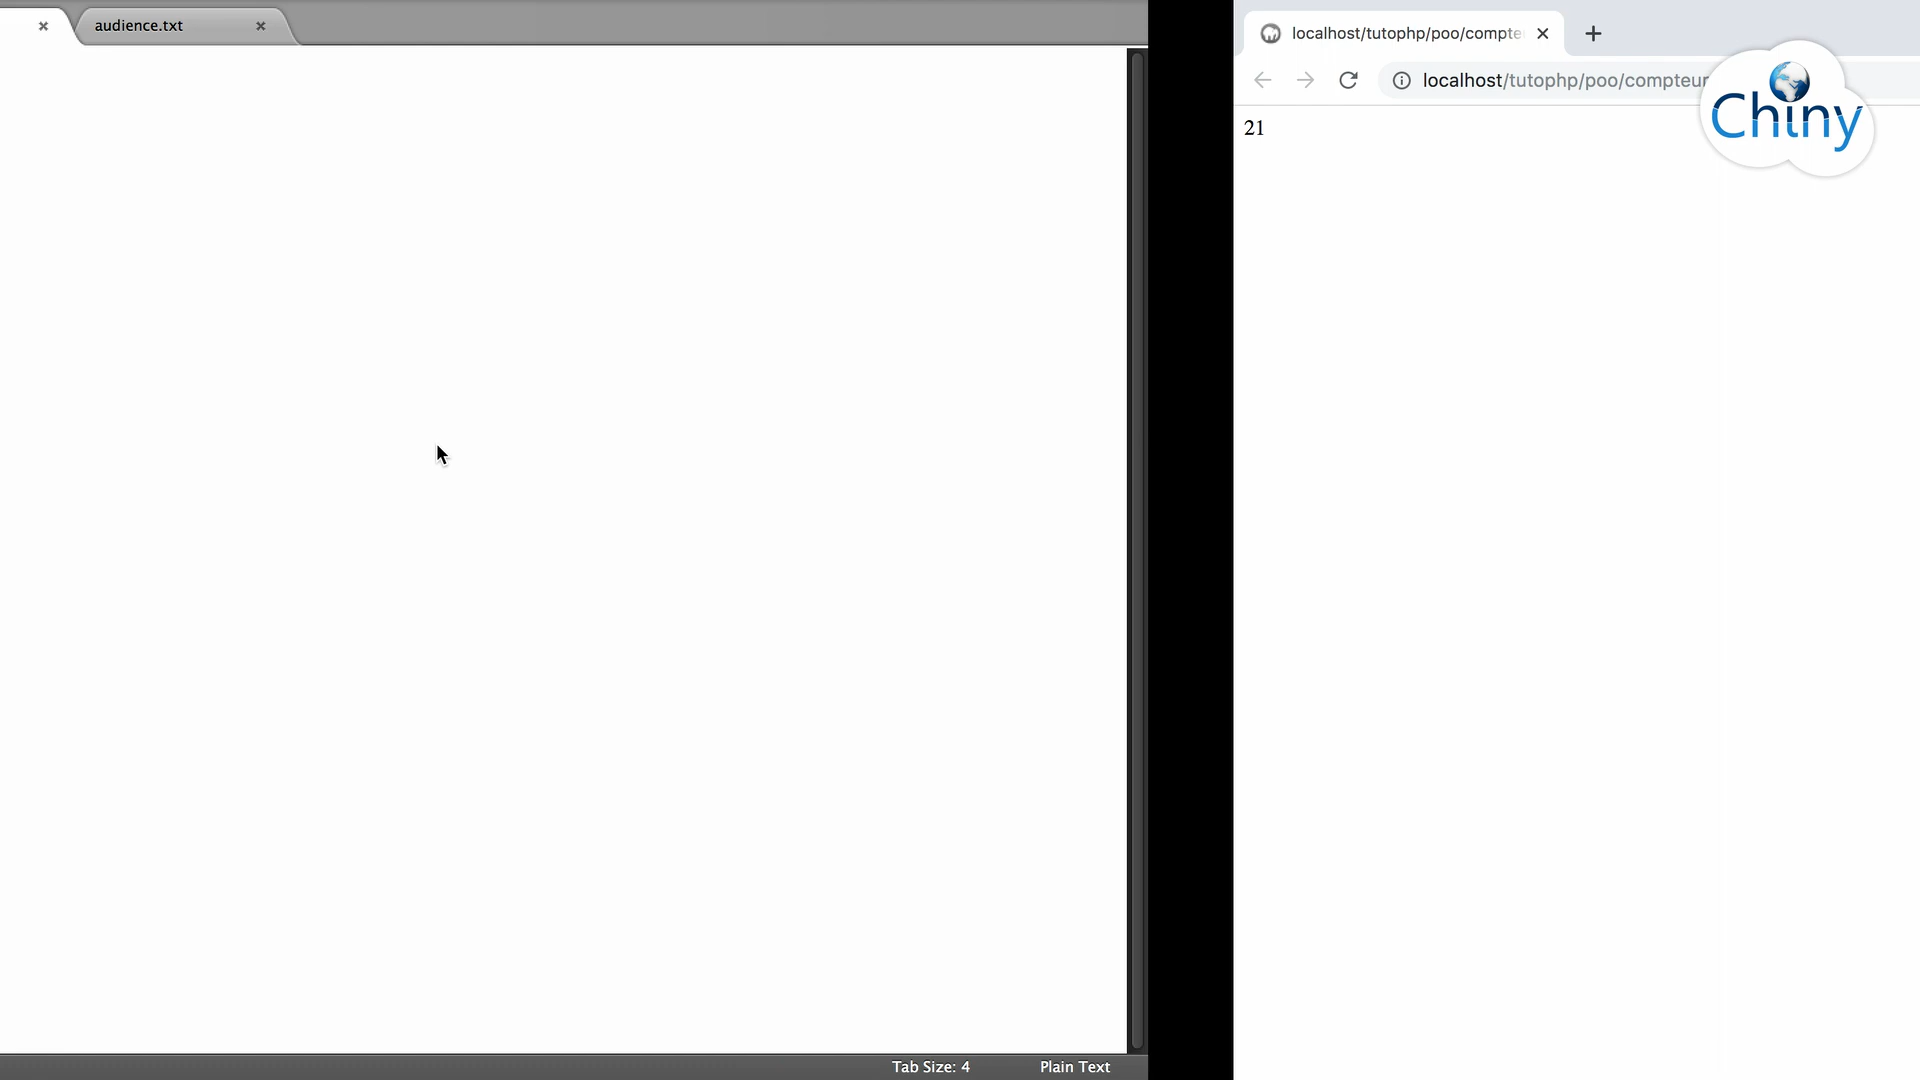 audience.txt
localhost/tutophp/poo/compte
localhost/tutophp/poo/compteur
Chiny
21
Tab Size: 4
Plain Text